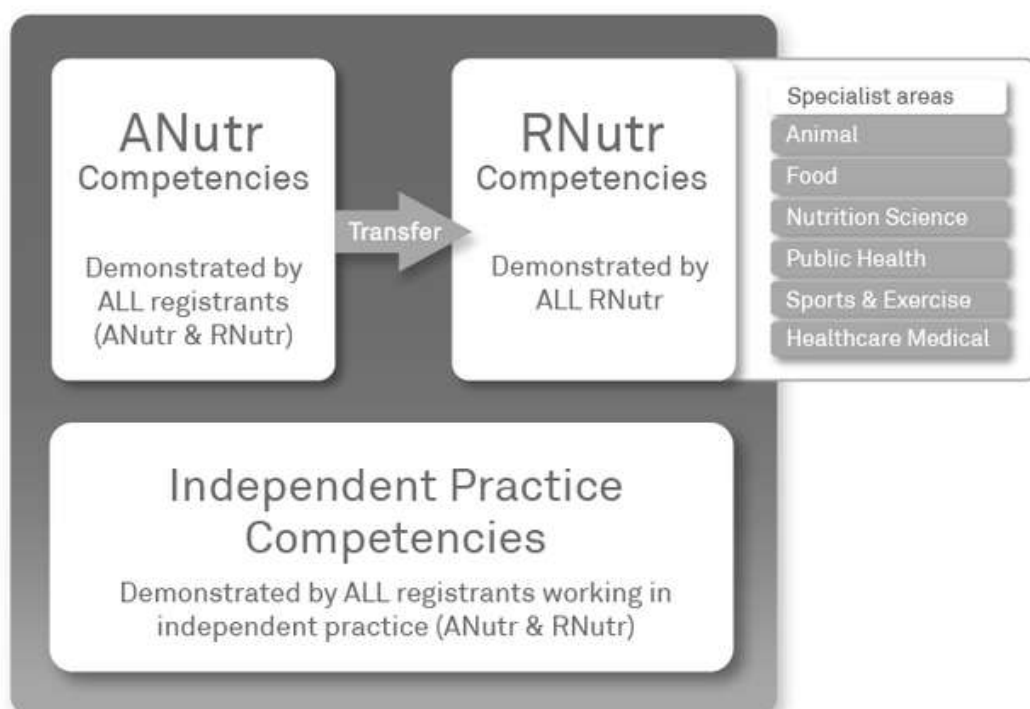 ANutr
Competencies
Demonstrated by
ALL registrants
(ANutr & RNutr)
Transfer
RNutr
Competencies
Demonstrated by
ALL RNutr
Specialist areas
Animal
Food
Nutrition Science
Public Health
Sports & Exercise
Healthcare Medical
Independent Practice
Competencies
Demonstrated by ALL registrants working in
independent practice (ANutr & RNutr)